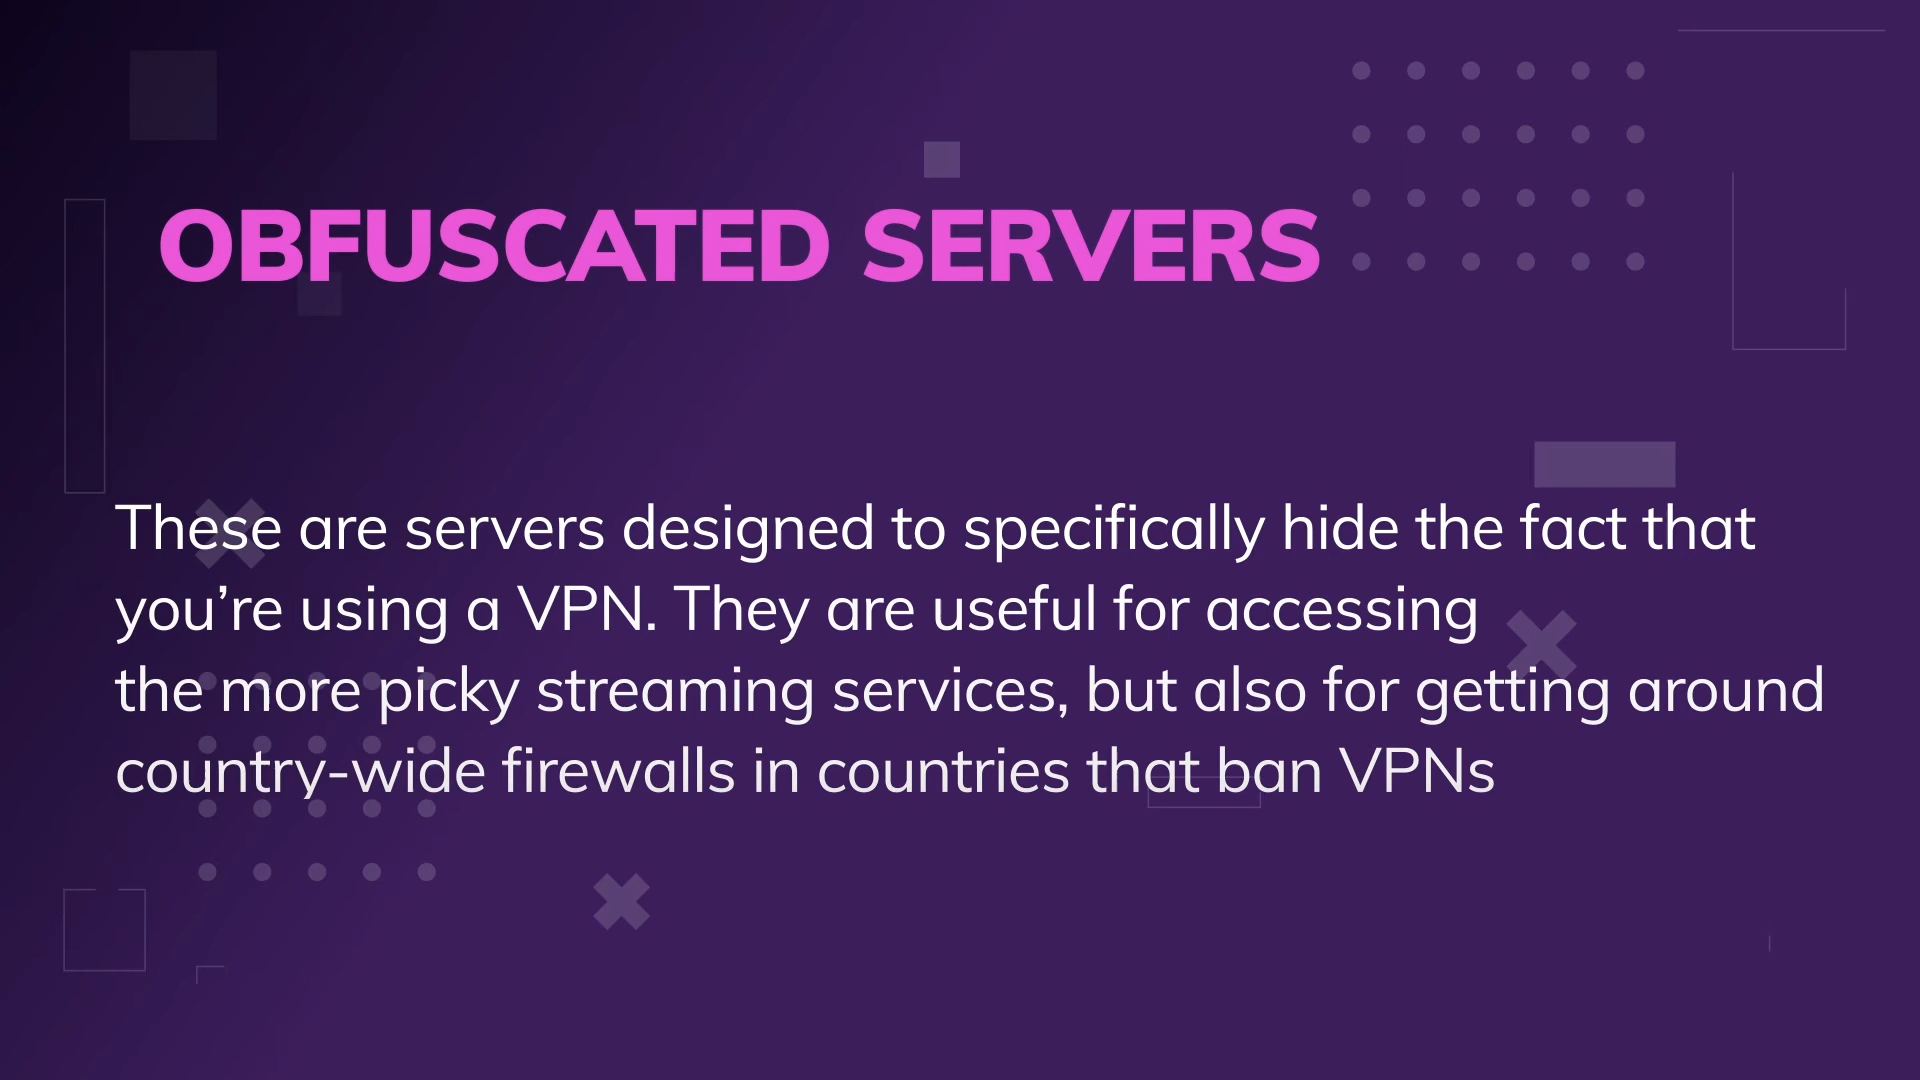 OBFUSCATED SERVERS
These are servers designed to specifically hide the fact that
you’re using a VPN. They are useful for accessing
the more picky streaming services, but also for getting around
country-wide firewalls in countries that ban VPNs